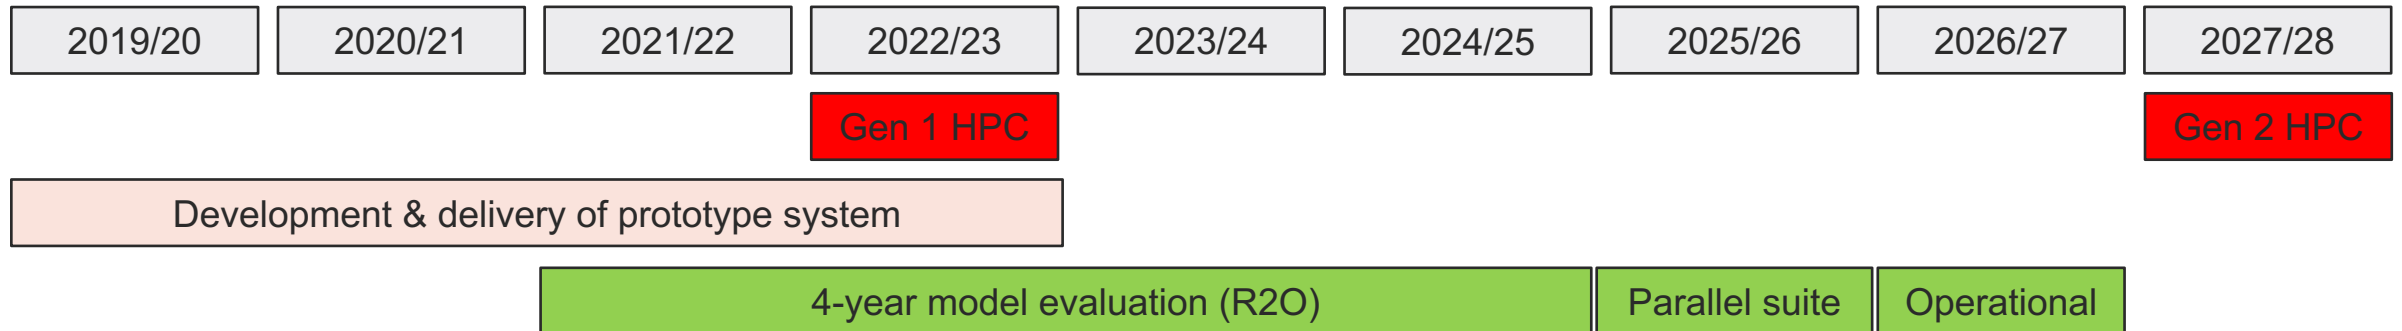 2019/20 2020/21 2021/22 2022/23 2023/24 2024/25 2025/26 2026/27 2027/28
Gen 1 HPC Gen 2 HPC
Development & delivery of prototype system
4-year model evaluation (R2O) Parallel suite Operational